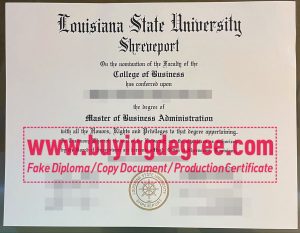 Louisiana State University
Shreveport
On the nomination of the Faculty of the
College of Business
has conferred upon
the degree of
Master of Business Administration
with all the Honors, Rights and Privileges to that degree appertaining.
www.buyingdegree.com
Fake Diploma / Copy Document / Production Certificate